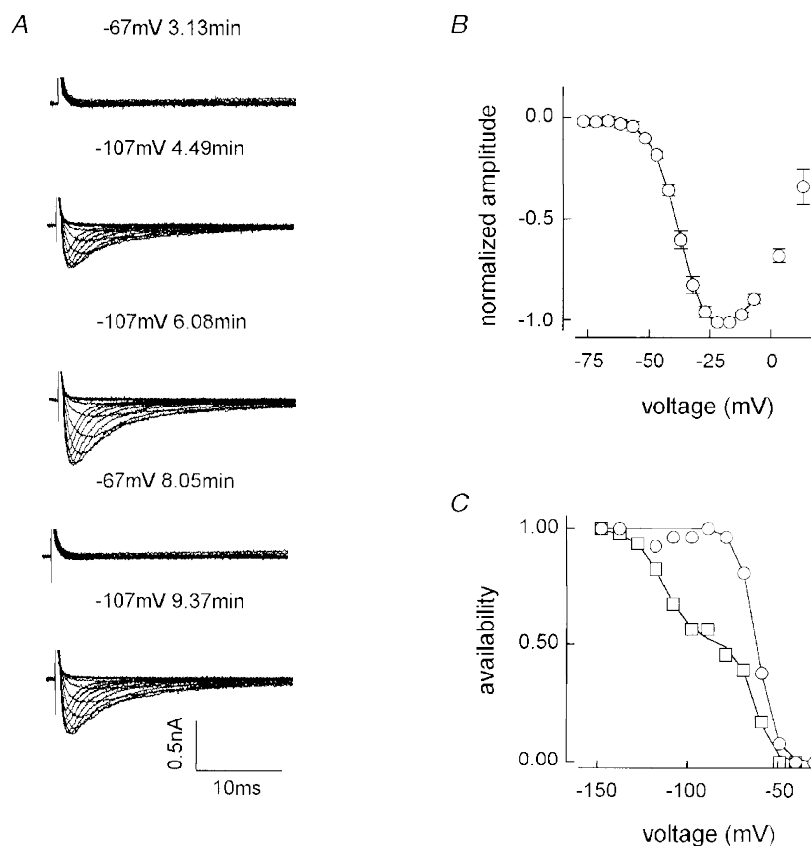 A
-67mV 3.13min
-107mV 4.49min
-107mV 6.08min
-67mV 8.05min
-107mV 9.37min
0.5nA
10ms
B
normalized amplitude
0.0
-0.5
-1.0
-75 -50 -25 0
voltage (mV)
C
availability
1.00
0.50
0.00
-150 -100 -50
voltage (mV)